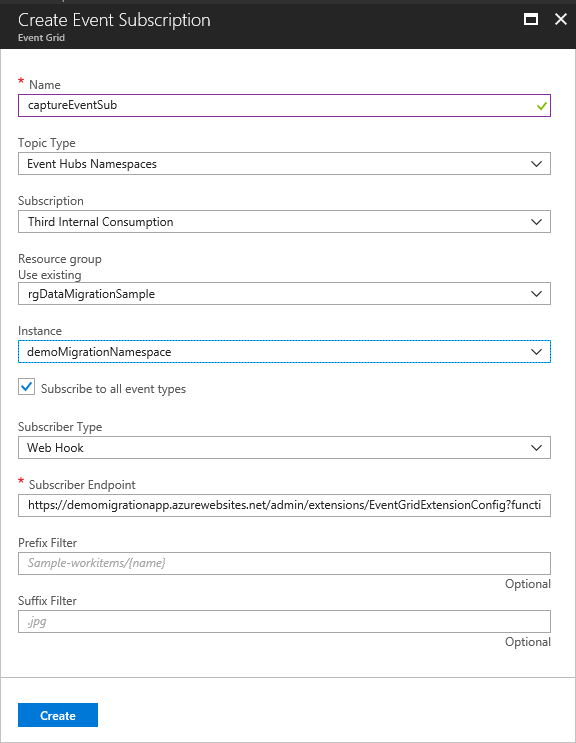 Create Event Subscription
Event Grid
* Name
captureEventSub
Topic Type
Event Hubs Namespaces
Subscription
Third Internal Consumption
Resource group
Use existing
rgDataMigrationSample
Instance
demoMigrationNamespace
Subscribe to all event types
Subscriber Type
Web Hook
* Subscriber Endpoint
https://demomigrationapp.azurewebsites.net/admin/extensions/EventGridExtensionConfig?functi
Prefix Filter
Sample-workitems/{name}
Optional
Suffix Filter
.jpg
Optional
Create